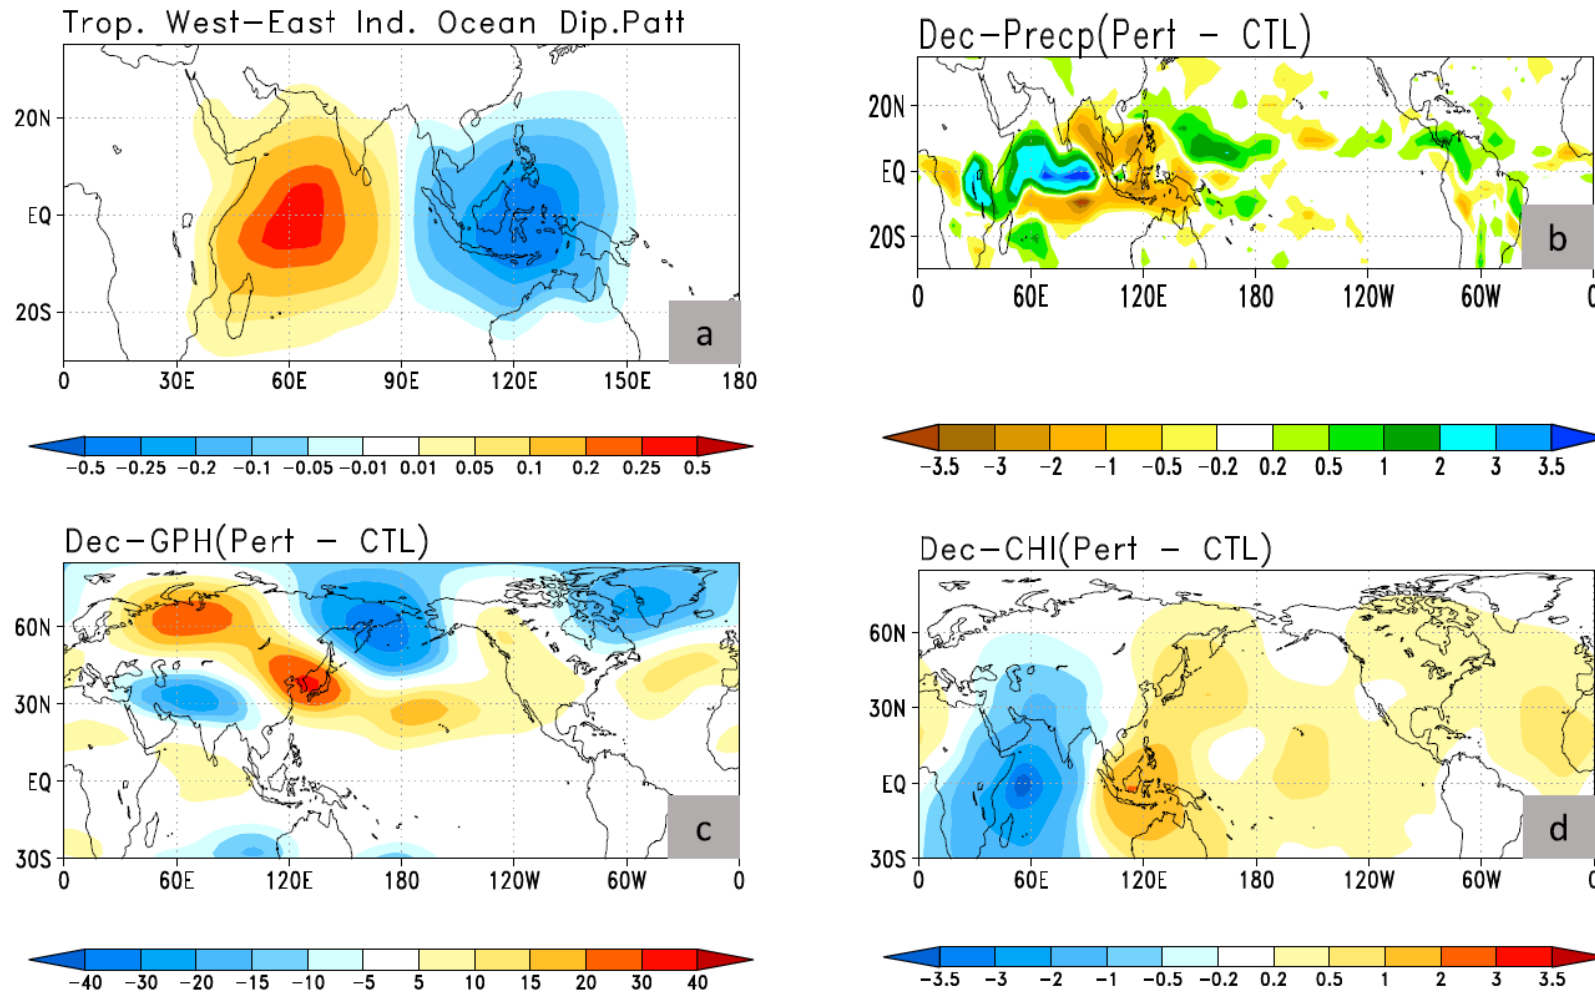 Trop. West-East Ind. Ocean Dip.Patt
20N
EQ
20S
0 30E 60E 90E 120E 150E 180
a
-0.5 -0.25 -0.2 -0.1 -0.05 -0.01 0.01 0.05 0.1 0.2 0.25 0.5
Dec-Precp(Pert - CTL)
20N
EQ
20S
0 60E 120E 180 120W 60W 0
b
-3.5 -3 -2 -1 -0.5 -0.2 0.2 0.5 1 2 3 3.5
Dec-GPH(Pert - CTL)
60N
30N
EQ
30S
0 60E 120E 180 120W 60W 0
c
-40 -30 -20 -15 -10 -5 5 10 15 20 30 40
Dec-CHI(Pert - CTL)
60N
30N
EQ
30S
0 60E 120E 180 120W 60W 0
d
-3.5 -3 -2 -1 -0.5 -0.2 0.2 0.5 1 2 3 3.5